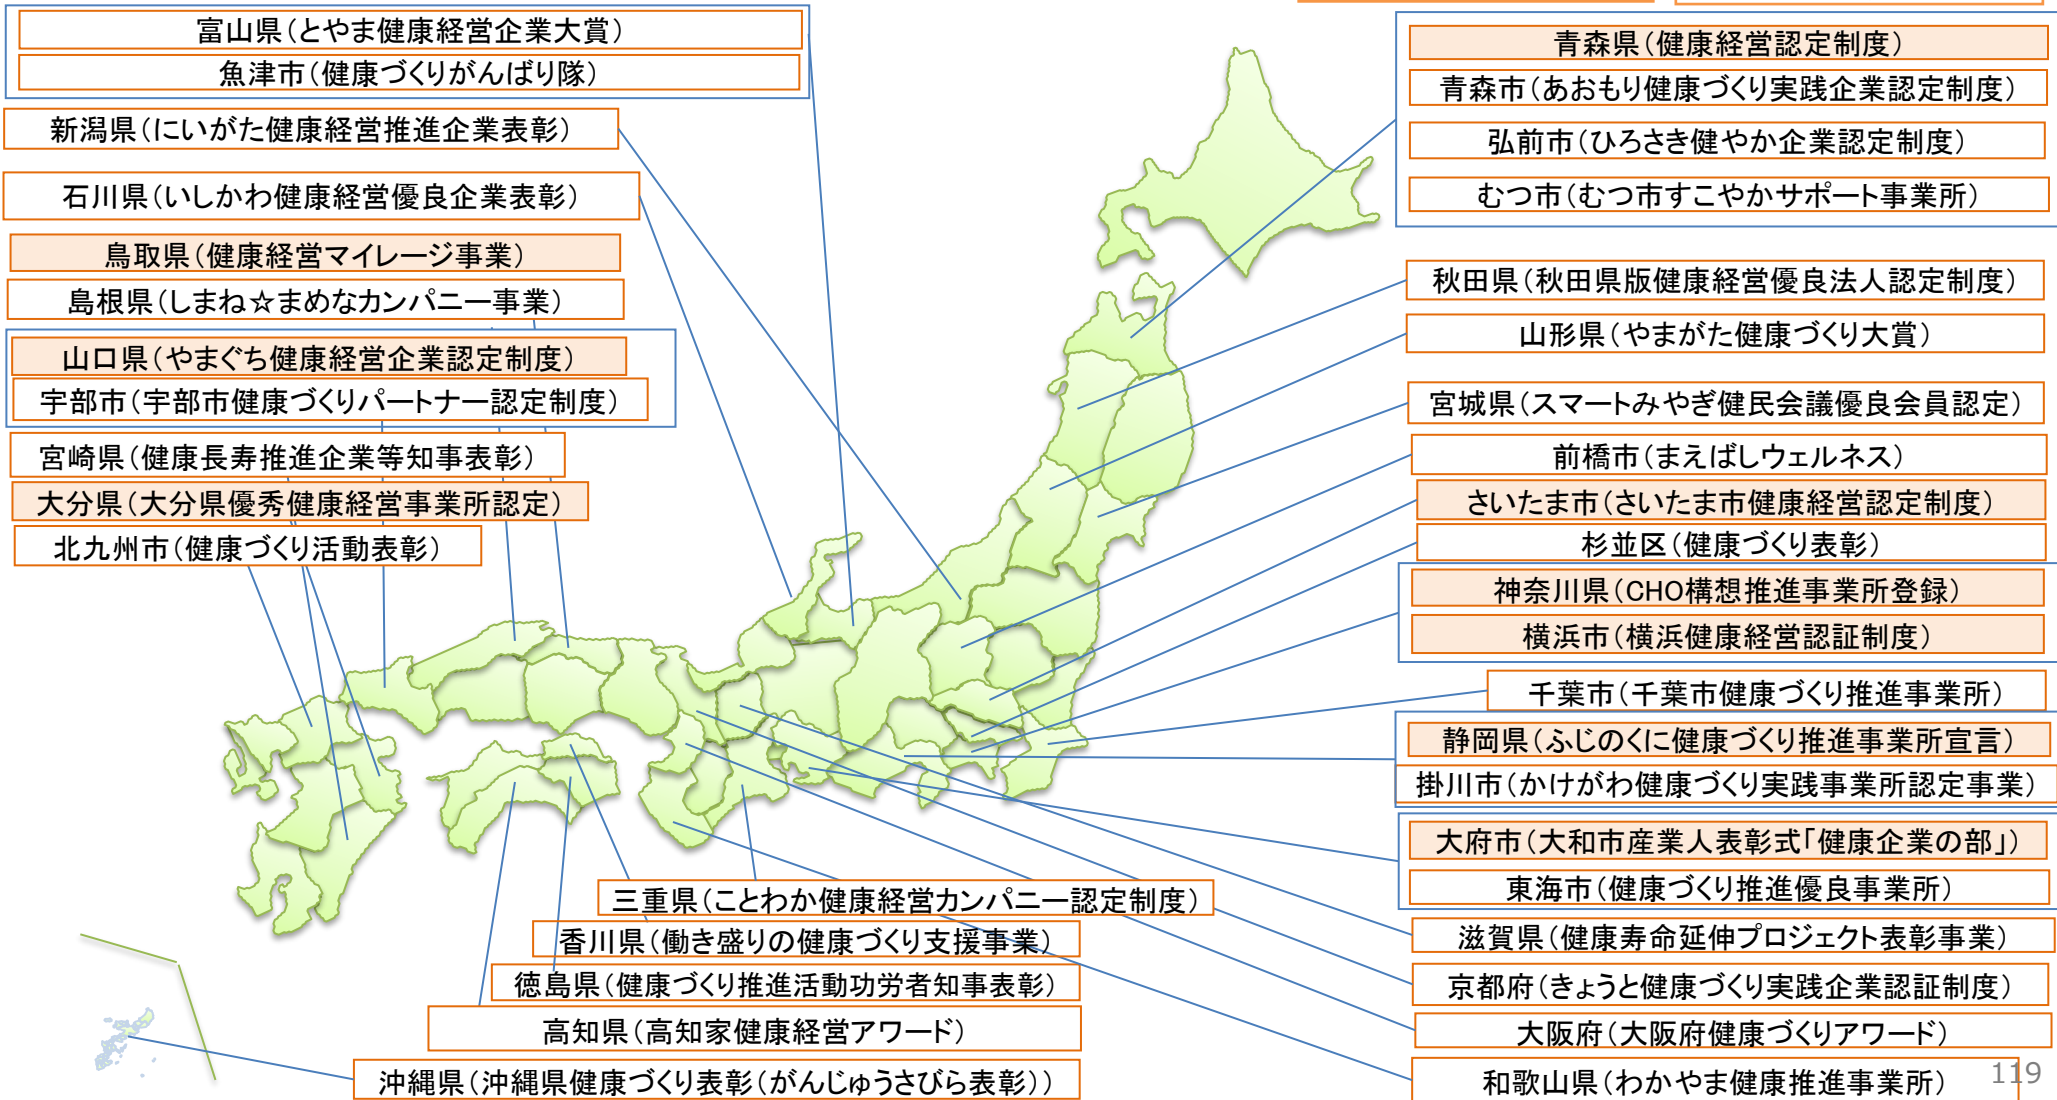 富山県(とやま健康経営企業大賞)
魚津市(健康づくりがんばり隊)
新潟県(にいがた健康経営推進企業表彰)
石川県(いしかわ健康経営優良企業表彰)
鳥取県(健康経営マイレージ事業)
島根県(しまね☆まめなカンパニー事業)
山口県(やまぐち健康経営企業認定制度)
宇部市(宇部市健康づくりパートナー認定制度)
宮崎県(健康長寿推進企業等知事表彰)
大分県(大分県優秀健康経営事業所認定)
北九州市(健康づくり活動表彰)
青森県(健康経営認定制度)
青森市(あおもり健康づくり実践企業認定制度)
弘前市(ひろさき健やか企業認定制度)
むつ市(むつ市すこやかサポート事業所)
秋田県(秋田県版健康経営優良法人認定制度)
山形県(やまがた健康づくり大賞)
宮城県(スマートみやぎ健民会議優良会員認定)
前橋市(まえばしウェルネス)
さいたま市(さいたま市健康経営認定制度)
杉並区(健康づくり表彰)
神奈川県(CHO構想推進事業所登録)
横浜市(横浜健康経営認証制度)
千葉市(千葉市健康づくり推進事業所)
静岡県(ふじのくに健康づくり推進事業所宣言)
掛川市(かけがわ健康づくり実践事業所認定事業)
大府市(大和市産業人表彰式「健康企業の部」)
東海市(健康づくり推進優良事業所)
滋賀県(健康寿命延伸プロジェクト表彰事業)
京都府(きょうと健康づくり実践企業認証制度)
大阪府(大阪府健康づくりアワード)
和歌山県(わかやま健康推進事業所)
三重県(ことわか健康経営カンパニー認定制度)
香川県(働き盛りの健康づくり支援事業)
徳島県(健康づくり推進活動功労者知事表彰)
高知県(高知家健康経営アワード)
沖縄県(沖縄県健康づくり表彰(がんじゅうさびら表彰))
119